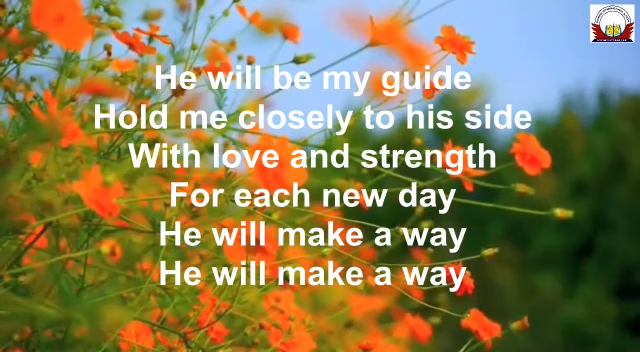 He will be my guide
Hold me closely to his side
With love and strength
For each new day
He will make a way
He will make a way